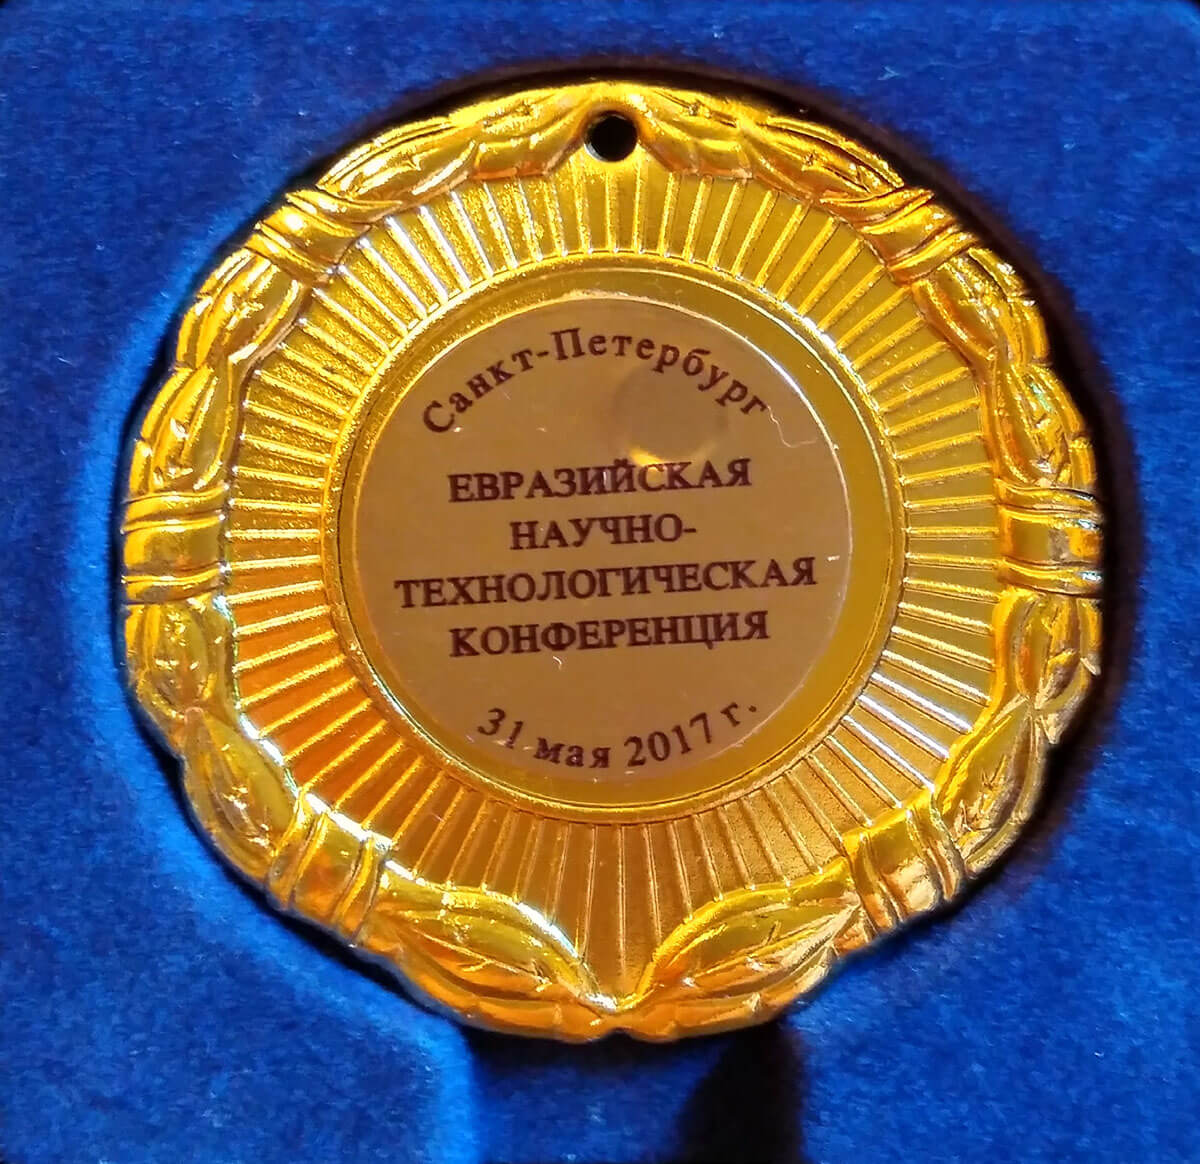 Санкт-Петербург
ЕВРАЗИЙСКАЯ
НАУЧНО-
ТЕХНОЛОГИЧЕСКАЯ
КОНФЕРЕНЦИЯ
31 мая 2017 г.